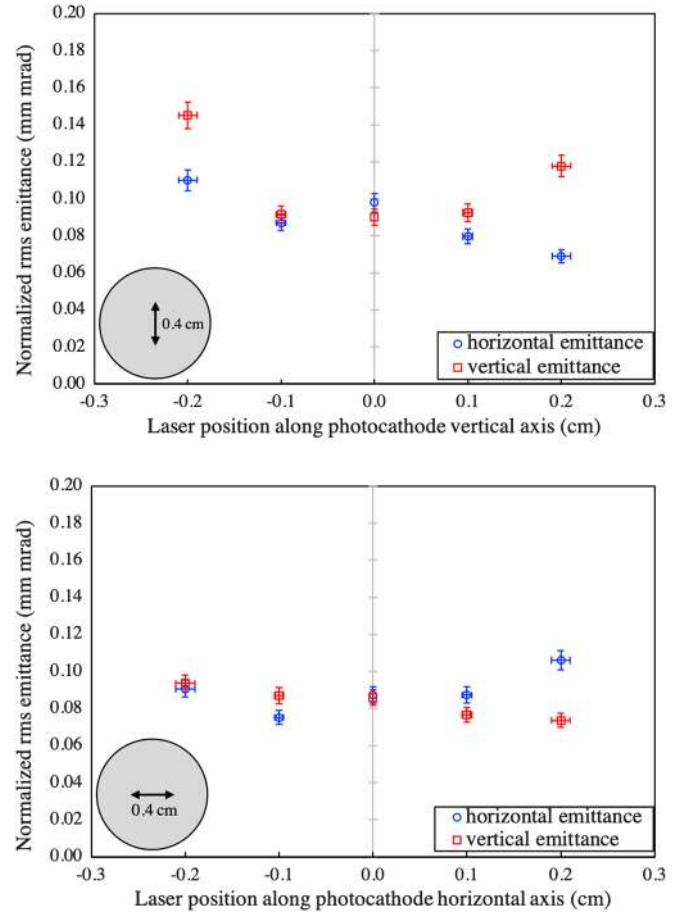 0.20
0.18
0.16
0.14
0.12
0.10
0.08
0.06
0.04
0.02
0.00
Normalized rms emittance (mm mrad)
0.4 cm
horizontal emittance
vertical emittance
-0.3 -0.2 -0.1 0.0 0.1 0.2 0.3
Laser position along photocathode vertical axis (cm)
0.20
0.18
0.16
0.14
0.12
0.10
0.08
0.06
0.04
0.02
0.00
Normalized rms emittance (mm mrad)
0.4 cm
horizontal emittance
vertical emittance
-0.3 -0.2 -0.1 0.0 0.1 0.2 0.3
Laser position along photocathode horizontal axis (cm)